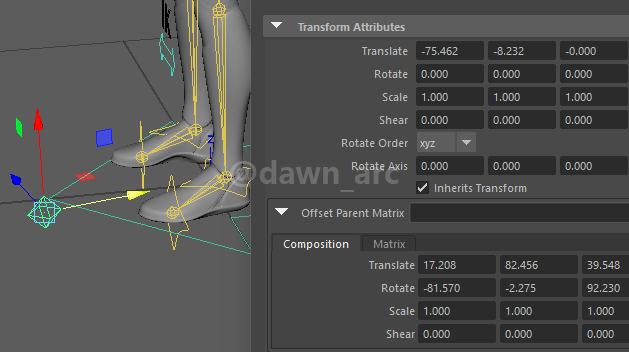 Transform Attributes
Translate -75.462 -8.232 -0.000
Rotate 0.000 0.000 0.000
Scale 1.000 1.000 1.000
Shear 0.000 0.000 0.000
Rotate Order xyz
@dawn_arc
Rotate Axis 0.000 0.000 0.000
Inherits Transform
Offset Parent Matrix
Composition Matrix
Translate 17.208 82.456 39.548
Rotate -81.570 -2.275 92.230
Scale 1.000 1.000 1.000
Shear 0.000 0.000 0.000